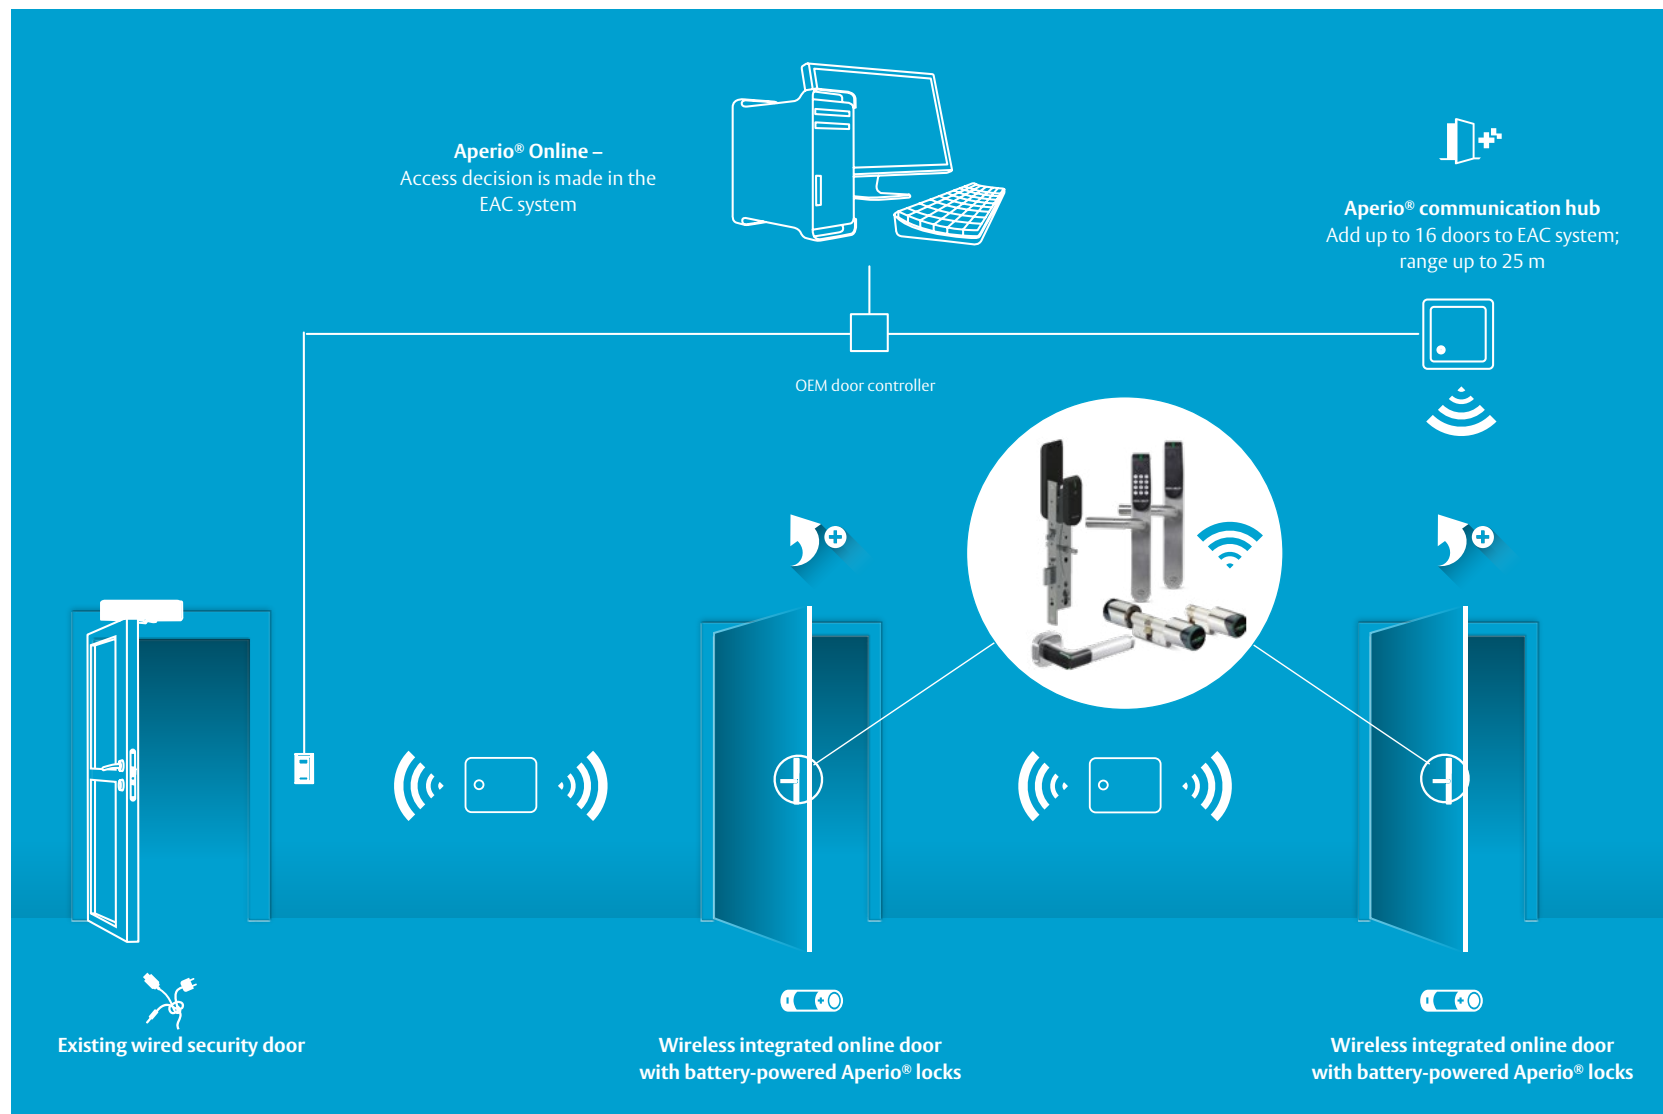 Aperio® Online –
Access decision is made in the
EAC system
Aperio® communication hub
Add up to 16 doors to EAC system;
range up to 25 m
OEM door controller
Existing wired security door
Wireless integrated online door
with battery-powered Aperio® locks
Wireless integrated online door
with battery-powered Aperio® locks